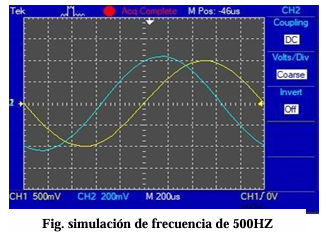 Tek Acq Complete M Pos: -46us CH2
Coupling
DC
Volts/Div
Coarse
Invert
Off
2
CH1 500mV CH2 200mV M 200us CH1 / 0V
Fig. simulación de frecuencia de 500HZ